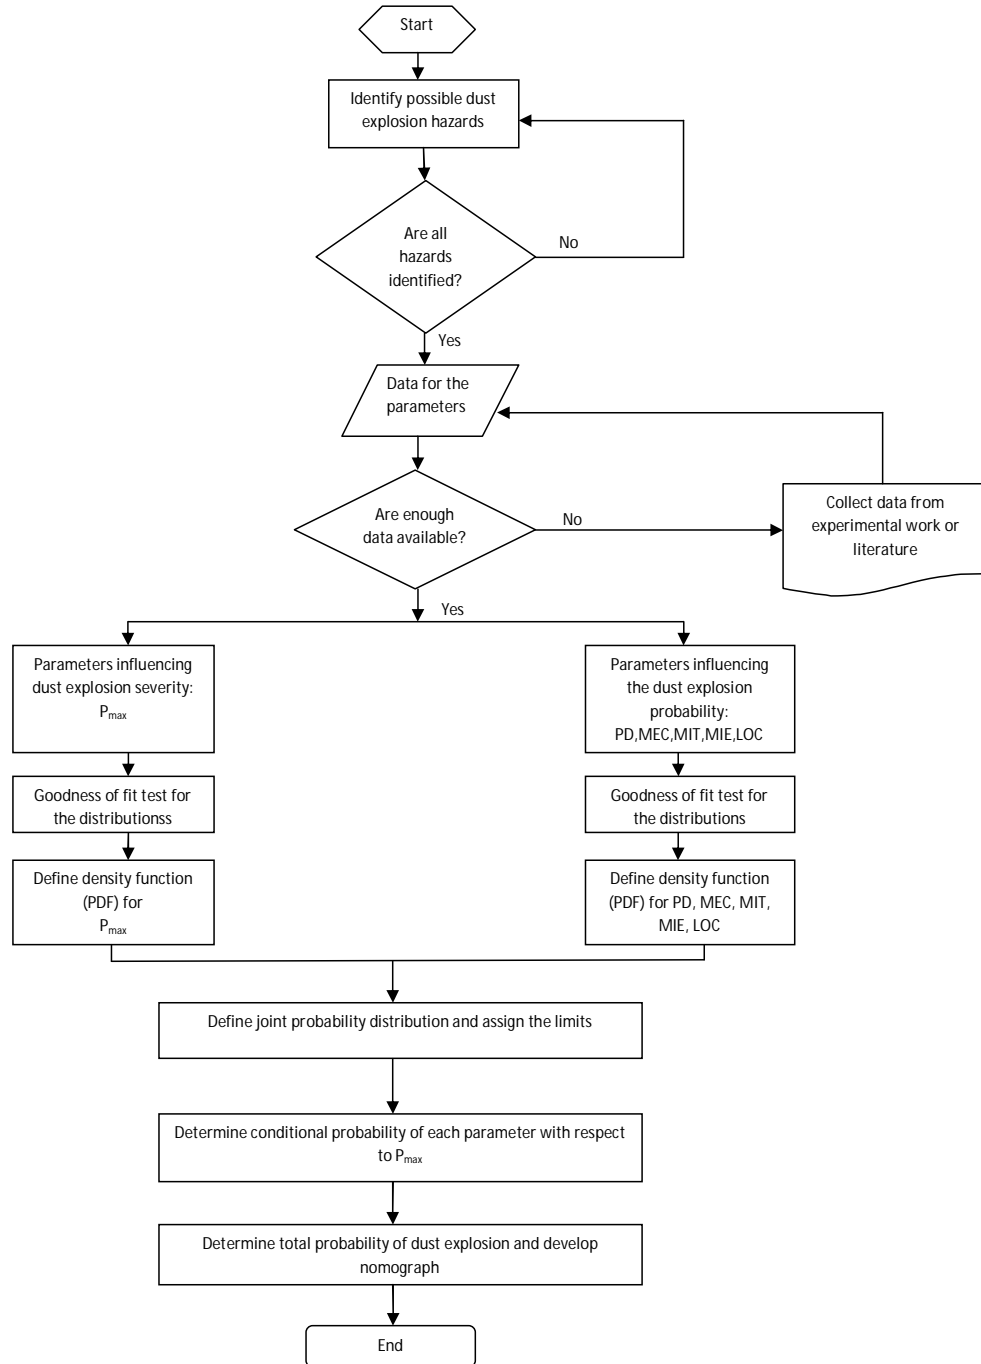 Start
Identify possible dust
explosion hazards
Are all
hazards
identified?
No
Yes
Data for the
parameters
Are enough
data available?
No
Collect data from
experimental work or
literature
Yes
Parameters influencing
dust explosion severity:
Pmax
Parameters influencing
the dust explosion
probability:
PD,MEC,MIT,MIE,LOC
Goodness of fit test for
the distributionss
Goodness of fit test for
the distributions
Define density function
(PDF) for
Pmax
Define density function
(PDF) for PD, MEC, MIT,
MIE, LOC
Define joint probability distribution and assign the limits
Determine conditional probability of each parameter with respect
to Pmax
Determine total probability of dust explosion and develop
nomograph
End